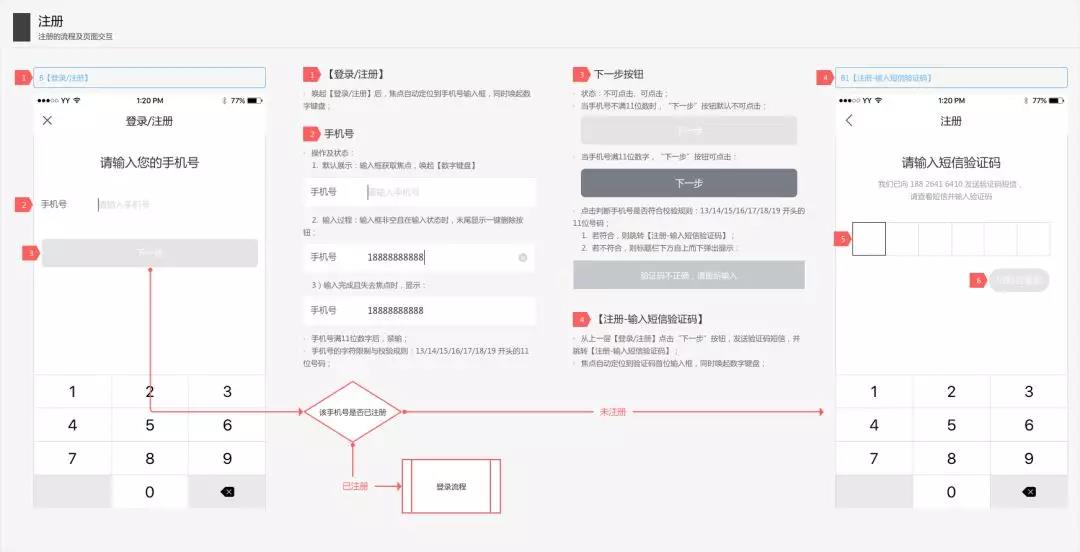 注册
注册的流程及页面交互
1
B【登录/注册】
YY
1:20 PM
77%
登录/注册
请输入您的手机号
2
手机号
请输入手机号
3
下一步
1 2 3
4 5 6
7 8 9
0
1 【登录/注册】
· 唤起【登录/注册】后，焦点自动定位到手机号输入框，同时唤起数
字键盘；
2 手机号
· 操作及状态：
1. 默认展示：输入框获取焦点，唤起【数字键盘】
手机号 请输入手机号
2. 输入过程：输入框非空且在输入状态时，末尾显示一键删除按
钮；
手机号 18888888888
3）输入完成且失去焦点时，显示：
手机号 18888888888
· 手机号满11位数字后，禁输；
· 手机号的字符限制与校验规则：13/14/15/16/17/18/19 开头的11
位号码；
该手机号是否已注册
未注册
已注册
登录流程
3 下一步按钮
· 状态：不可点击、可点击；
· 当手机号不满11位数时，“下一步”按钮默认不可点击；
下一步
· 当手机号满11位数字，“下一步”按钮可点击：
下一步
· 点击判断手机号是否符合校验规则：13/14/15/16/17/18/19 开头的
11位号码；
1. 若符合，则跳转【注册-输入短信验证码】；
2. 若不符合，则标题栏下方自上而下弹出提示：
验证码不正确，请重新输入
4 【注册-输入短信验证码】
· 从上一层【登录/注册】点击“下一步”按钮，发送验证码短信，并
跳转【注册-输入短信验证码】；
· 焦点自动定位到验证码首位输入框，同时唤起数字键盘；
4
B1【注册-输入短信验证码】
YY
1:20 PM
77%
注册
请输入短信验证码
我们已向 188 2641 6410 发送验证码短信，
请查看短信并输入验证码
5
6
1 2 3
4 5 6
7 8 9
0